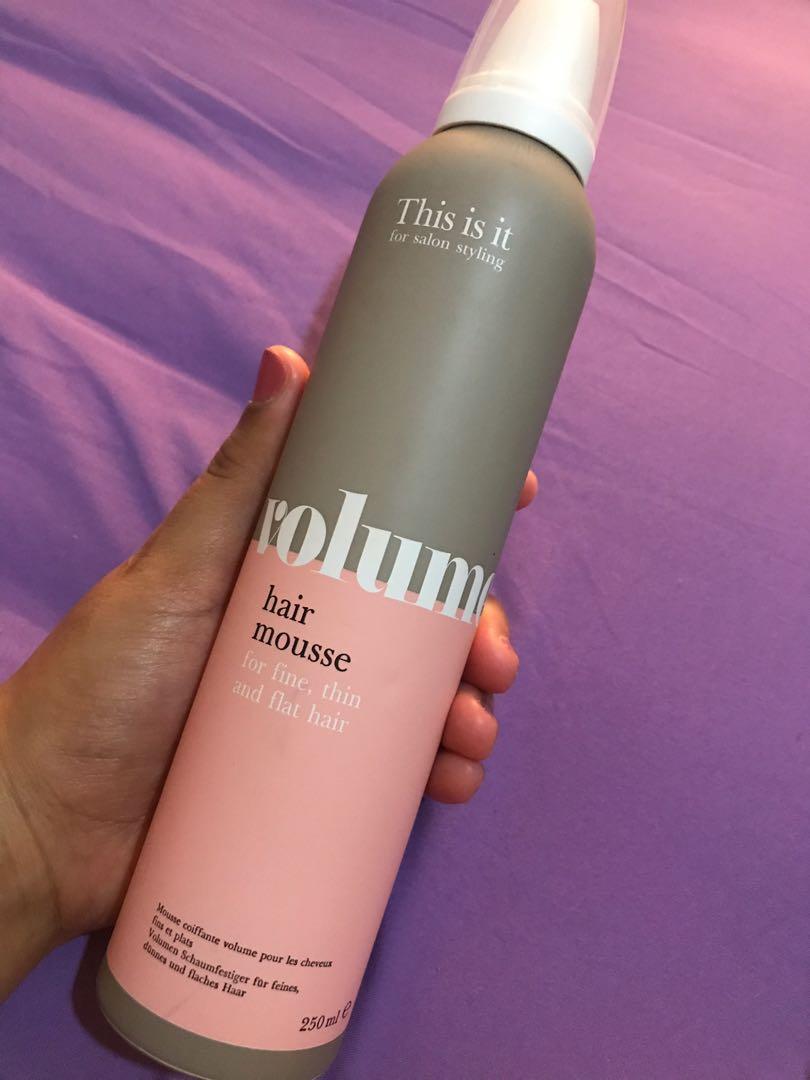 This is it
for salon styling
volume
hair
mousse
for fine, thin
and flat hair
Mousse coiffante volume pour les cheveux
fins et plats
Volumen Schaumfestiger für feines,
dünnes und flaches Haar
250 ml e